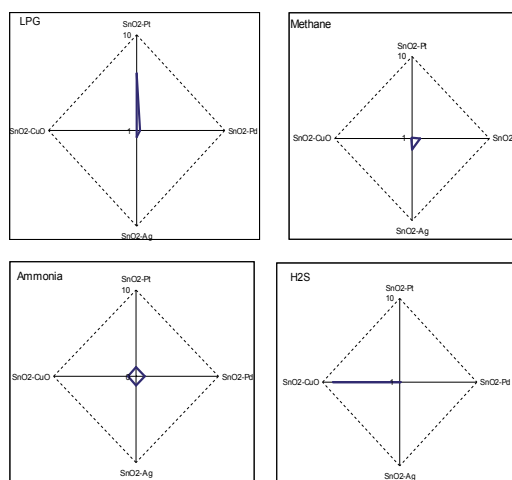 LPG
SnO2-Pt
10
SnO2-CuO
1
SnO2-Pd
SnO2-Ag
Methane
SnO2-Pt
10
SnO2-CuO
1
SnO2
SnO2-Ag
Ammonia
SnO2-Pt
10
SnO2-CuO
SnO2-Pd
SnO2-Ag
H2S
SnO2-Pt
10
SnO2-CuO
1
SnO2-Pd
SnO2-Ag